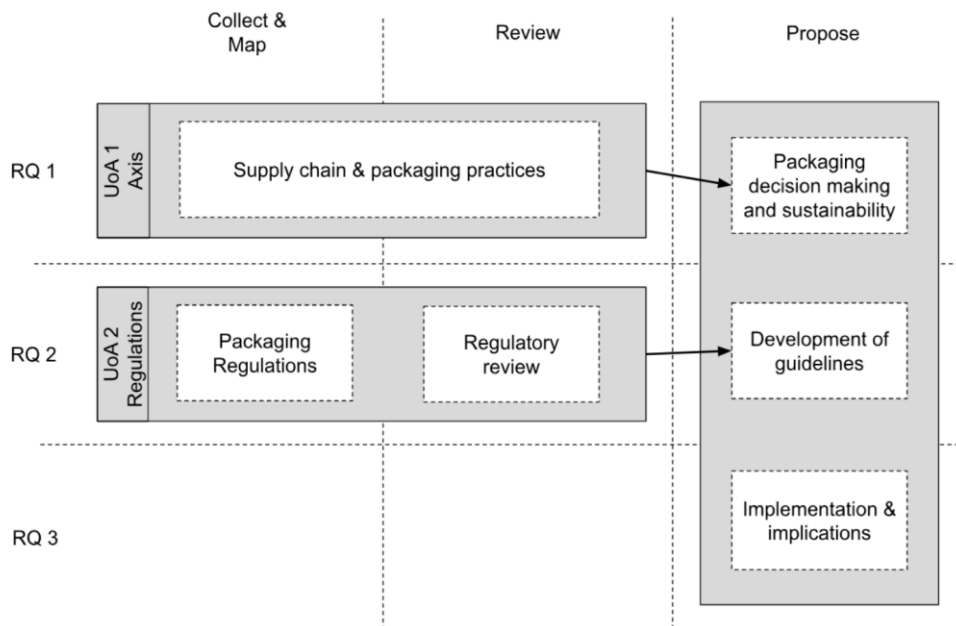 Collect &
Map
Review
Propose
RQ 1
UoA 1
Axis
Supply chain & packaging practices
Packaging
decision making
and sustainability
RQ 2
UoA 2
Regulations
Packaging
Regulations
Regulatory
review
Development of
guidelines
RQ 3
Implementation &
implications